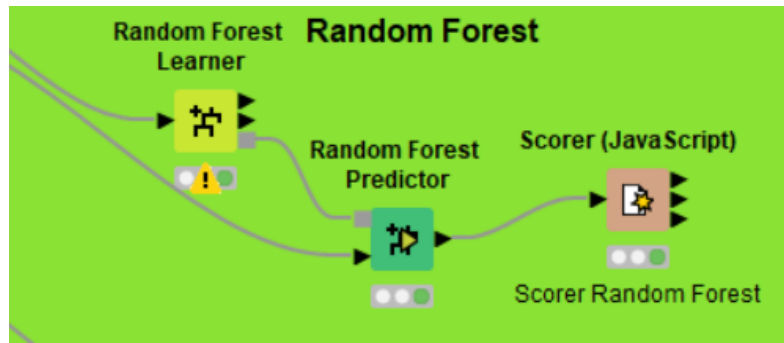 Random Forest
Learner
Random Forest
Random Forest
Predictor
Scorer (JavaScript)
Scorer Random Forest